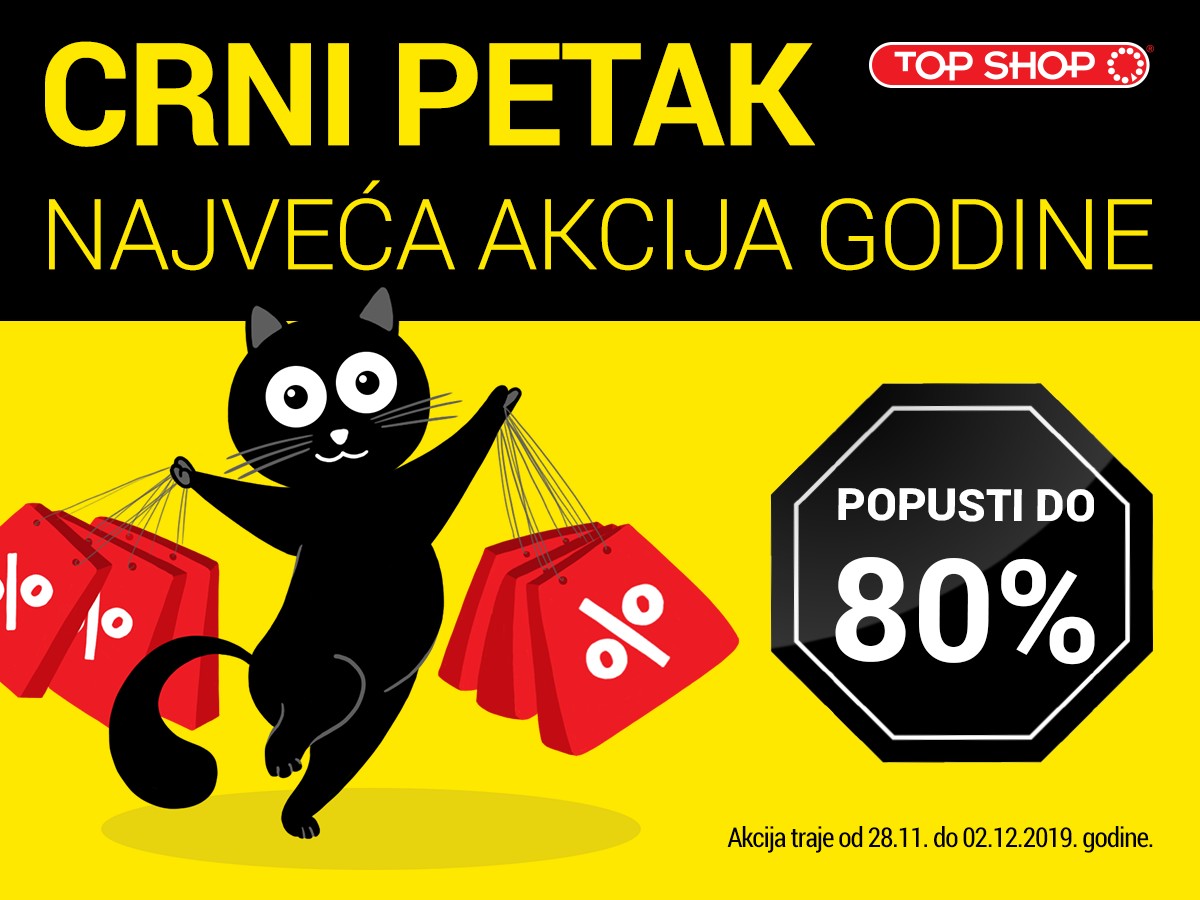 CRNI PETAK
TOP SHOP
NAJVEĆA AKCIJA GODINE
POPUSTI DO
80%
%
%
%
Akcija traje od 28.11. do 02.12.2019. godine.